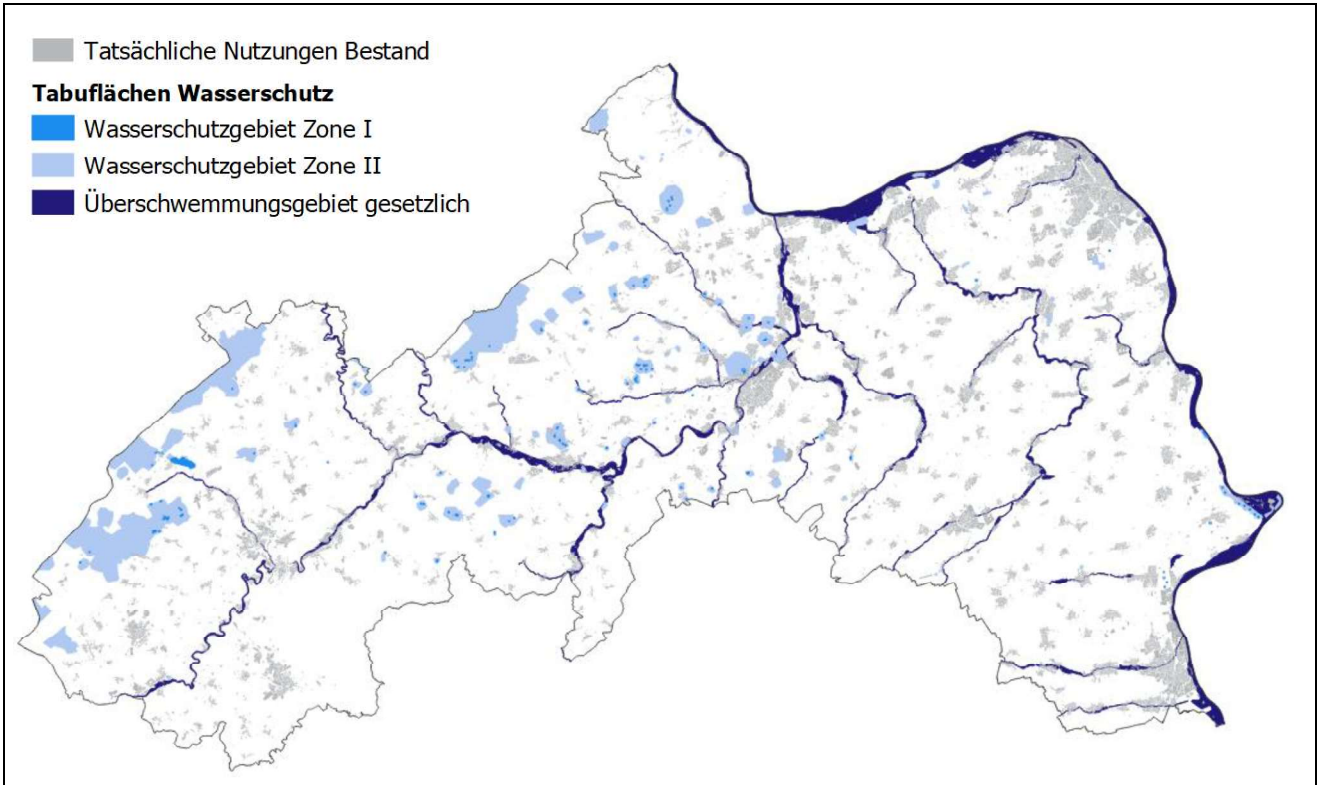 Tatsächliche Nutzungen Bestand
Tabuflächen Wasserschutz
Wasserschutzgebiet Zone I
Wasserschutzgebiet Zone II
Überschwemmungsgebiet gesetzlich